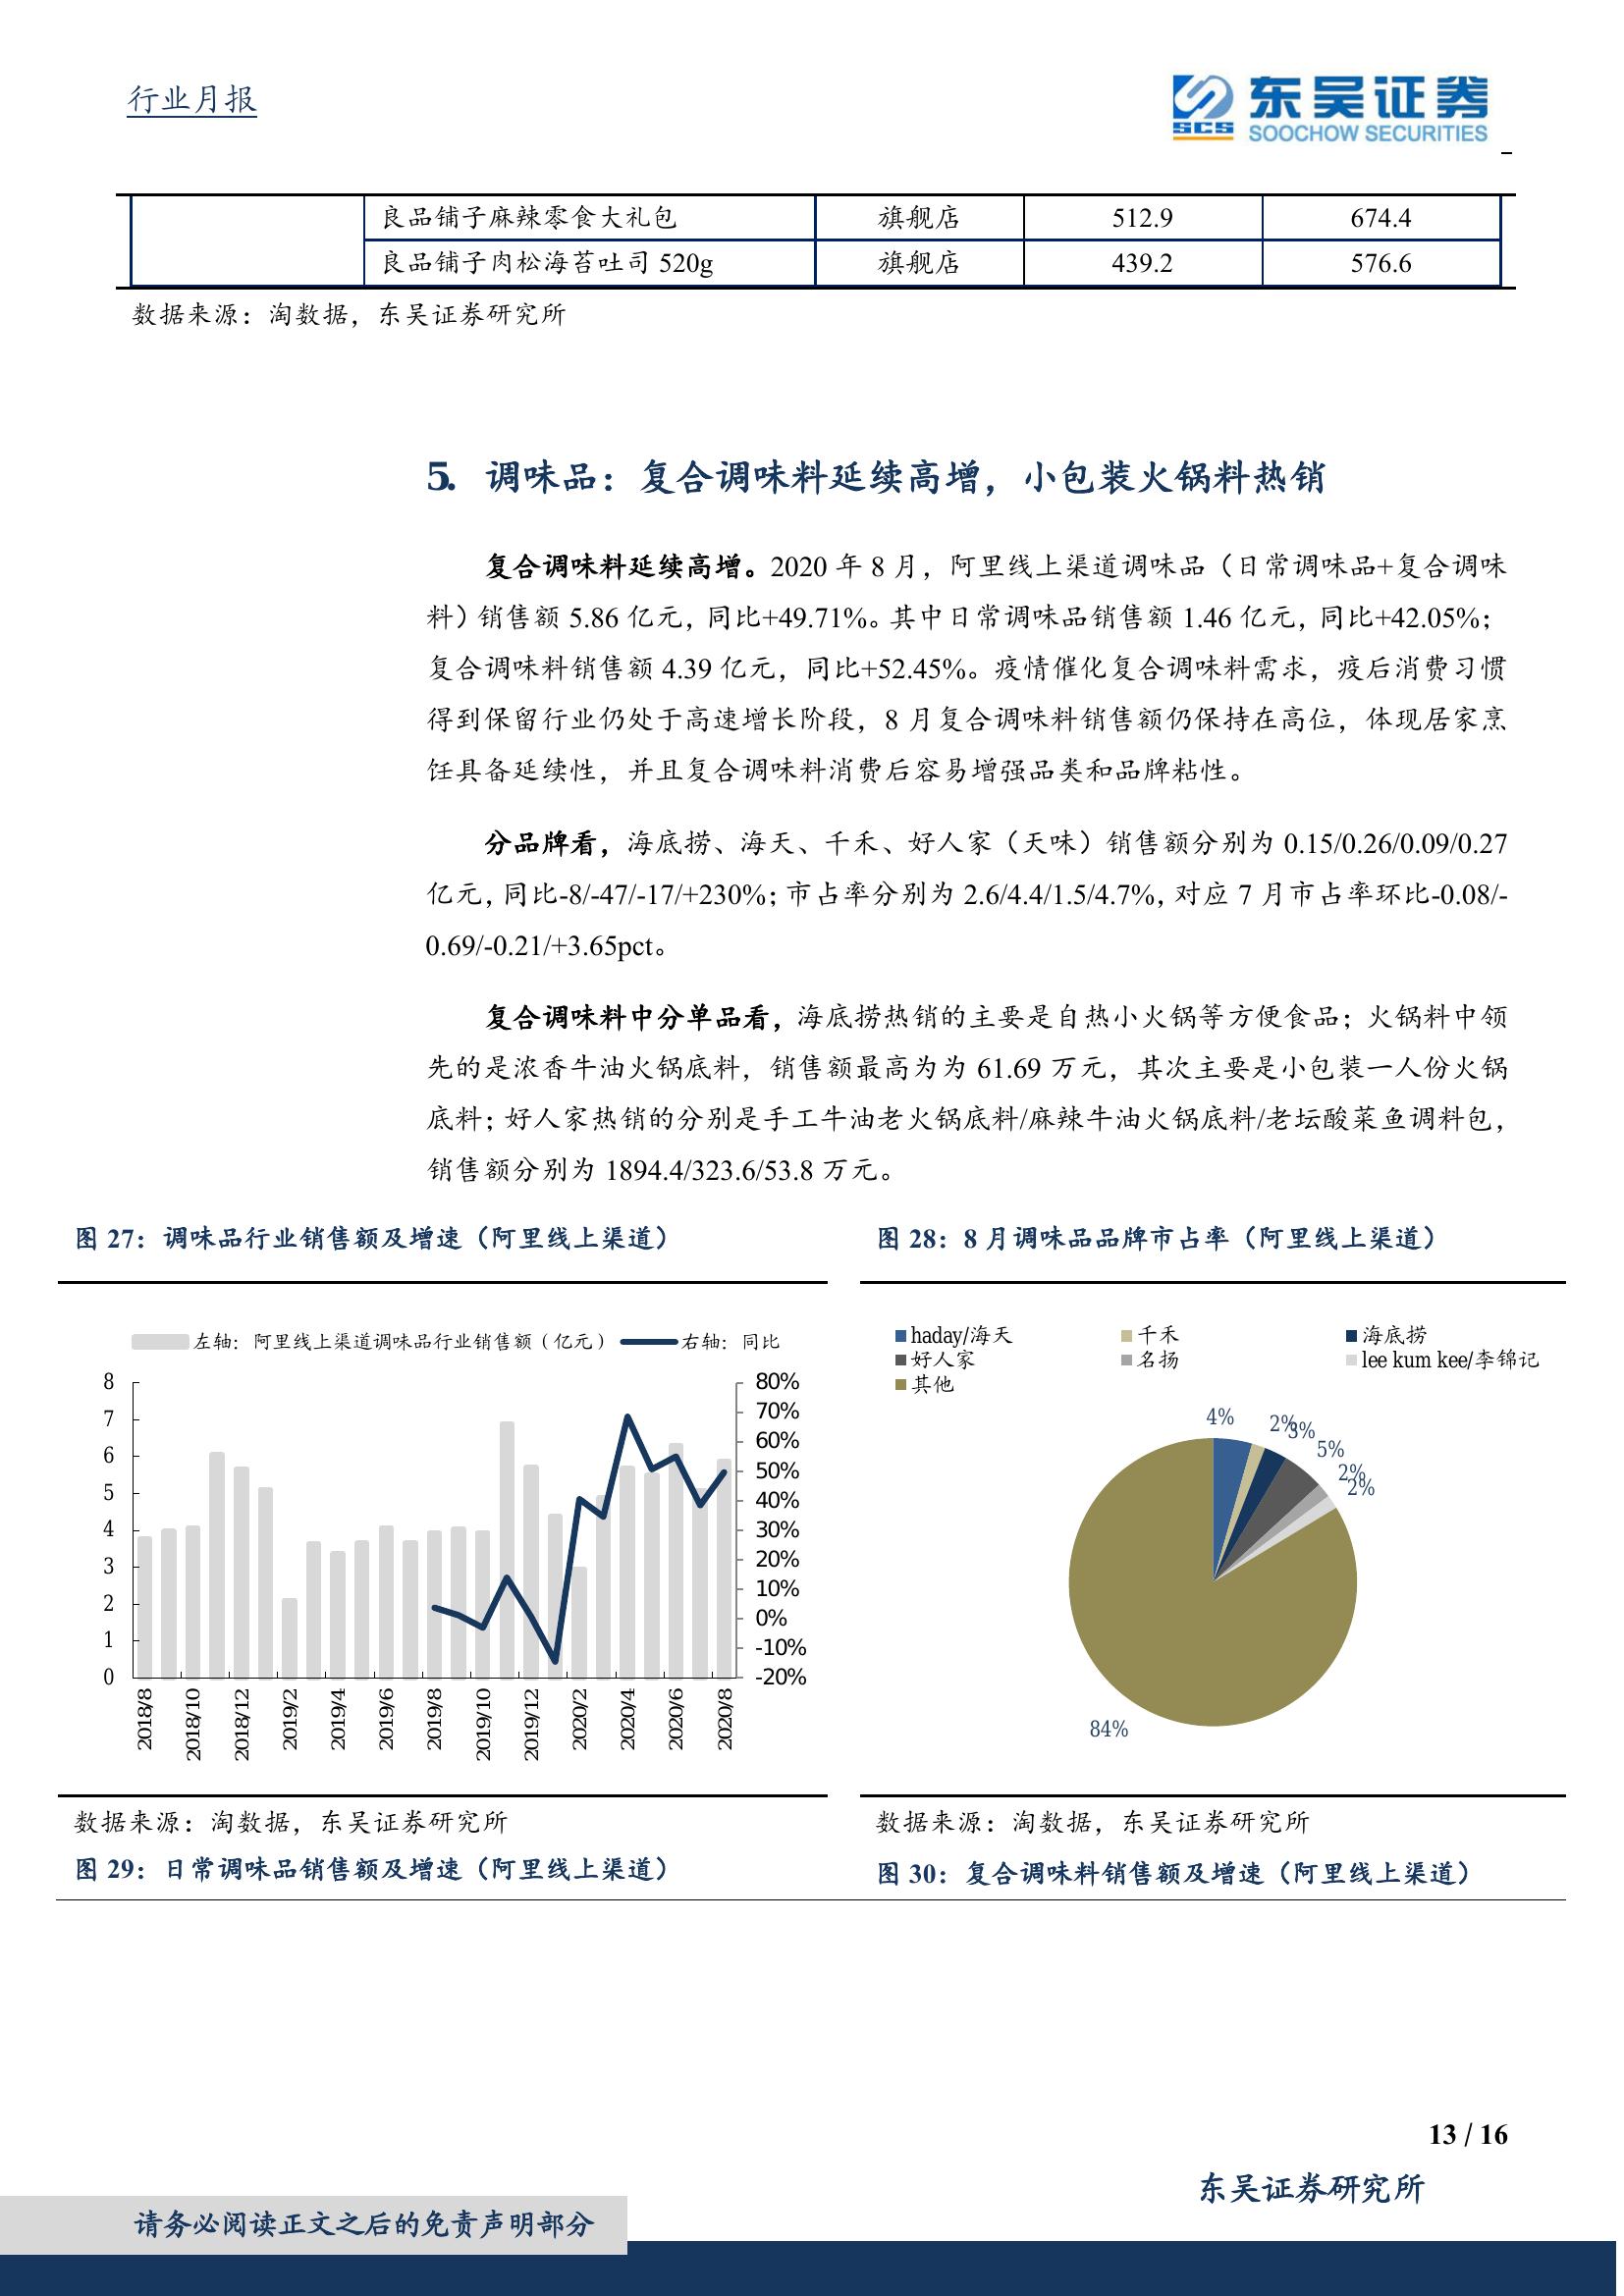 行业月报
东吴证券
SCS
SOOCHOW SECURITIES
良品铺子麻辣零食大礼包 旗舰店 512.9 674.4
良品铺子肉松海苔吐司 520g 旗舰店 439.2 576.6
数据来源：淘数据，东吴证券研究所
5. 调味品：复合调味料延续高增，小包装火锅料热销
复合调味料延续高增。2020 年 8 月，阿里线上渠道调味品（日常调味品+复合调味
料）销售额 5.86 亿元，同比+49.71%。其中日常调味品销售额 1.46 亿元，同比+42.05%；
复合调味料销售额 4.39 亿元，同比+52.45%。疫情催化复合调味料需求，疫后消费习惯
得到保留行业仍处于高速增长阶段，8 月复合调味料销售额仍保持在高位，体现居家烹
饪具备延续性，并且复合调味料消费后容易增强品类和品牌粘性。
分品牌看，海底捞、海天、千禾、好人家（天味）销售额分别为 0.15/0.26/0.09/0.27
亿元，同比-8/-47/-17/+230%；市占率分别为 2.6/4.4/1.5/4.7%，对应 7 月市占率环比-0.08/-
0.69/-0.21/+3.65pct。
复合调味料中分单品看，海底捞热销的主要是自热小火锅等方便食品；火锅料中领
先的是浓香牛油火锅底料，销售额最高为为 61.69 万元，其次主要是小包装一人份火锅
底料；好人家热销的分别是手工牛油老火锅底料/麻辣牛油火锅底料/老坛酸菜鱼调料包，
销售额分别为 1894.4/323.6/53.8 万元。
图 27：调味品行业销售额及增速（阿里线上渠道）
左轴：阿里线上渠道调味品行业销售额（亿元） 右轴：同比
8 80%
7 70%
6 60%
5 50%
4 40%
3 30%
2 20%
1 10%
0 0%
-10%
-20%
2018/8 2018/10 2018/12 2019/2 2019/4 2019/6 2019/8 2019/10 2019/12 2020/2 2020/4 2020/6 2020/8
数据来源：淘数据，东吴证券研究所
图 28：8 月调味品品牌市占率（阿里线上渠道）
haday/海天 千禾 海底捞
好人家 名扬 lee kum kee/李锦记
其他
4%
2%
3%
5%
2%
2%
84%
数据来源：淘数据，东吴证券研究所
图 29：日常调味品销售额及增速（阿里线上渠道）
图 30：复合调味料销售额及增速（阿里线上渠道）
13 / 16
东吴证券研究所
请务必阅读正文之后的免责声明部分